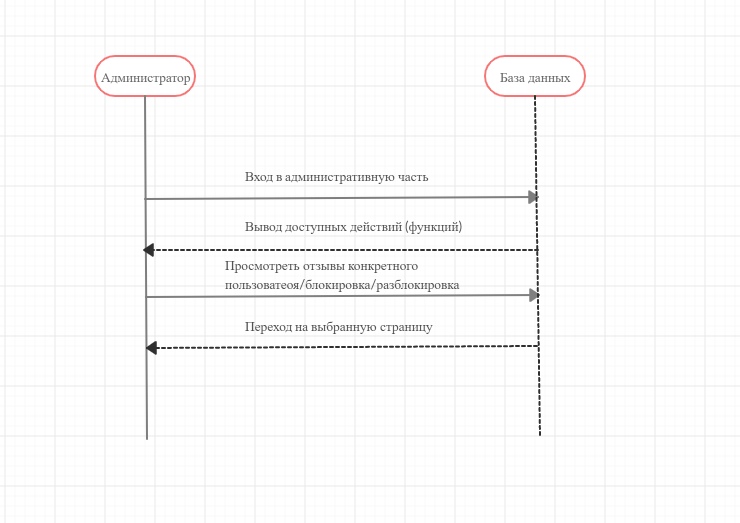 Администратор
База данных
Вход в административную часть
Вывод доступных действий (функций)
Просмотреть отзывы конкретного
пользоватеоя/блокировка/разблокировка
Переход на выбранную страницу